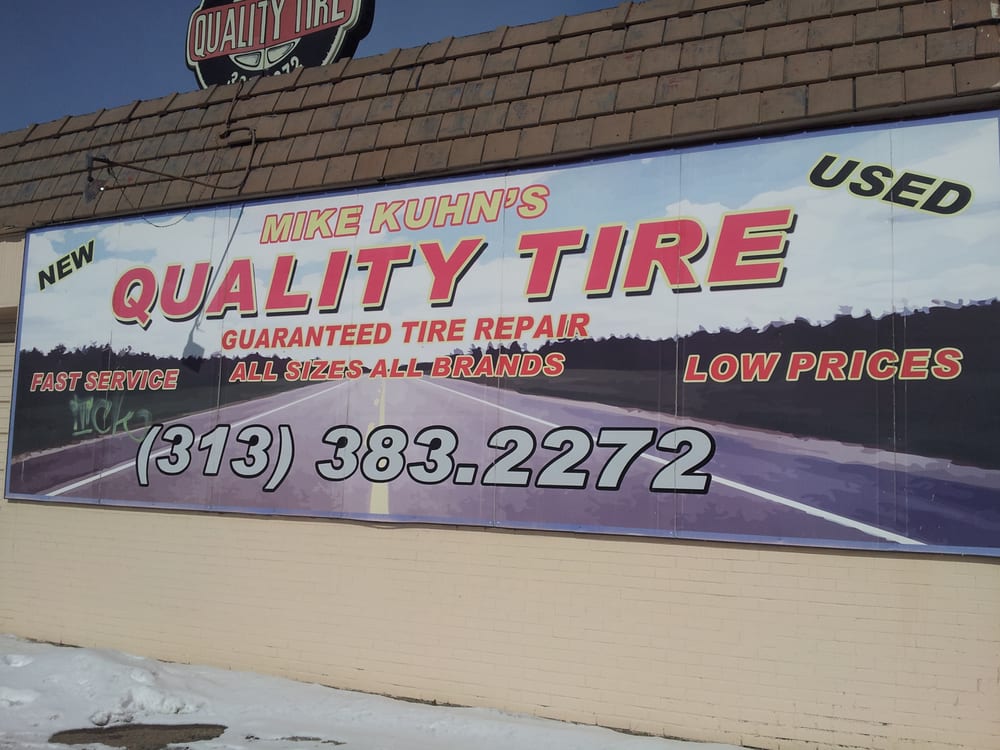 QUALITY TIRE
NEW
MIKE KUHN'S
USED
QUALITY TIRE
GUARANTEED TIRE REPAIR
FAST SERVICE
ALL SIZES ALL BRANDS
LOW PRICES
(313) 383.2272